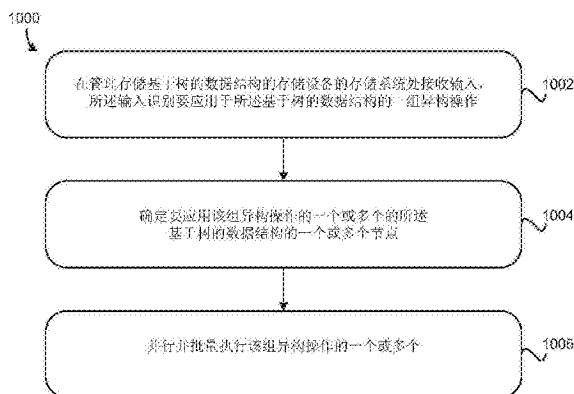 1000
在管理存储基于树的数据结构的存储设备的存储系统处接收输入，
所述输入识别要应用于所述基于树的数据结构的一组异构操作
1002
确定要应用该组异构操作的一个或多个的所述
基于树的数据结构的一个或多个节点
1004
并行并批量执行该组异构操作的一个或多个
1006